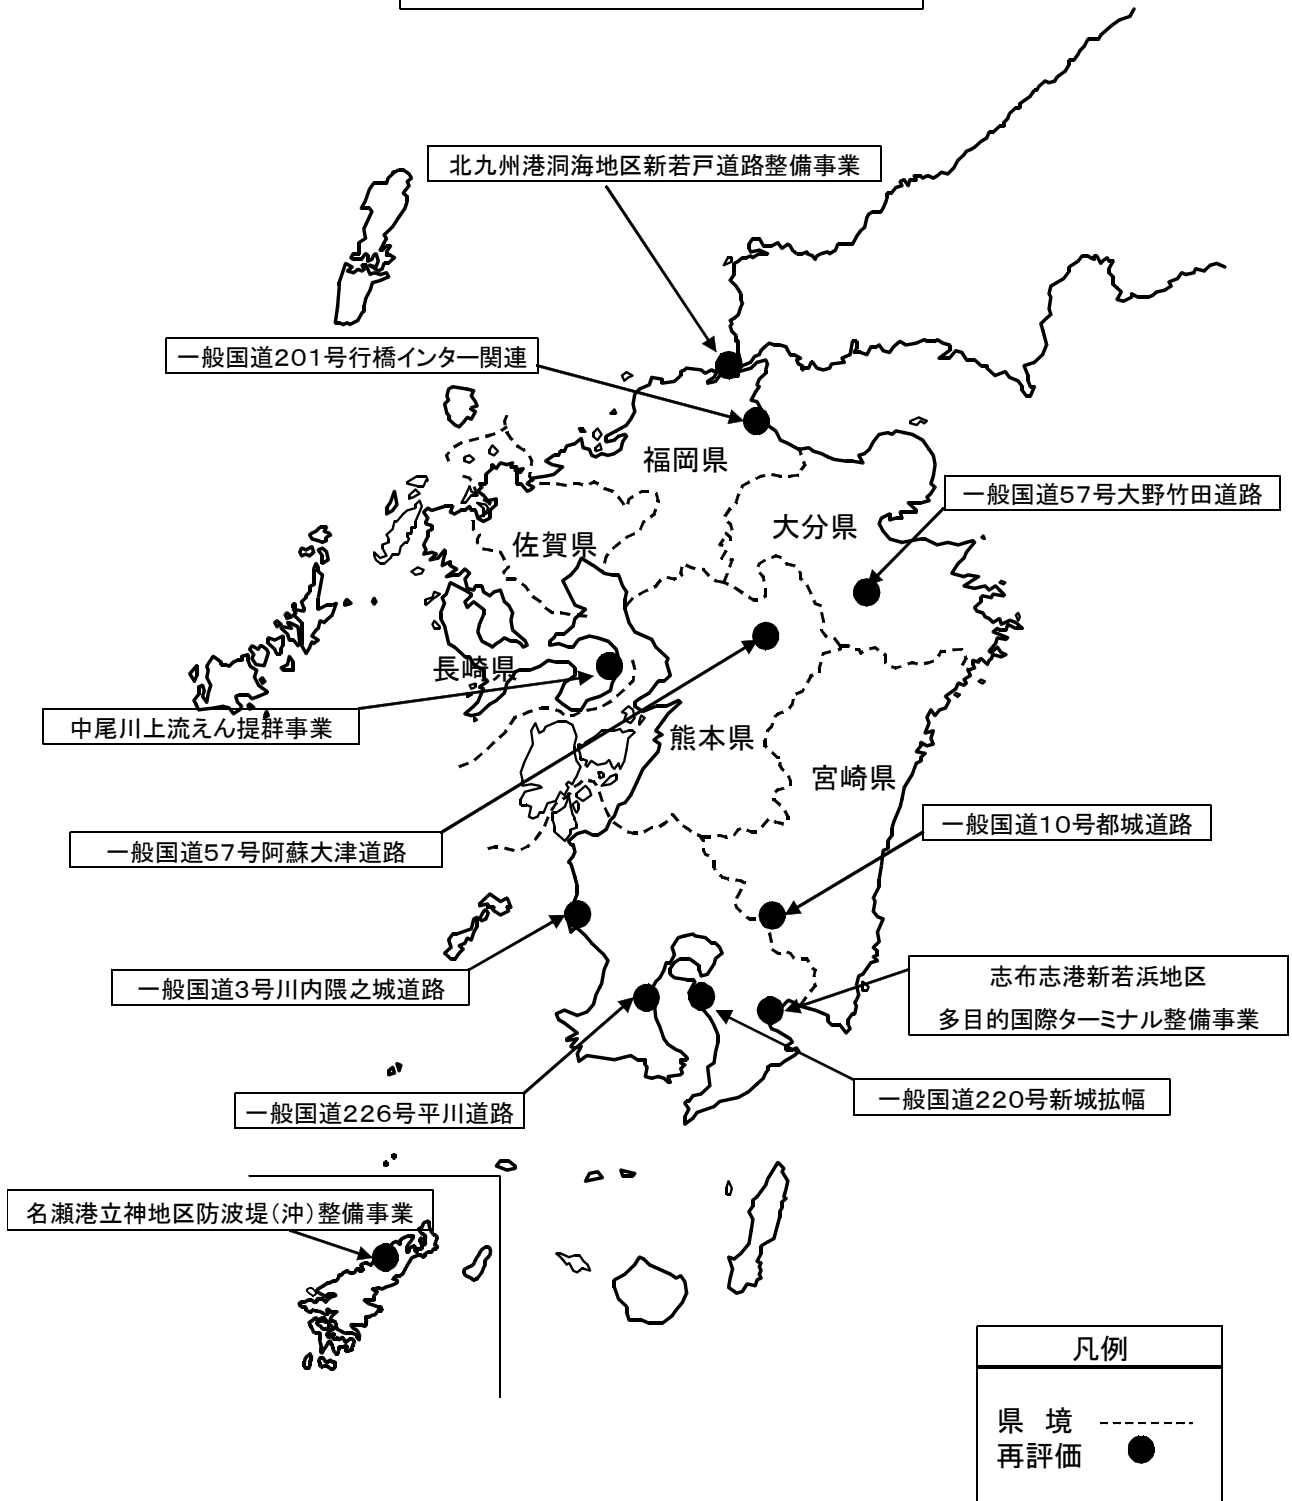 北九州港洞海地区新若戸道路整備事業
一般国道201号行橋インター関連
福岡県
一般国道57号大野竹田道路
大分県
佐賀県
長崎県
中尾川上流えん提群事業
熊本県
宮崎県
一般国道10号都城道路
一般国道57号阿蘇大津道路
志布志港新若浜地区
多目的国際ターミナル整備事業
一般国道3号川内隈之城道路
一般国道220号新城拡幅
一般国道226号平川道路
名瀬港立神地区防波堤(沖)整備事業
凡例
県 境
再評価